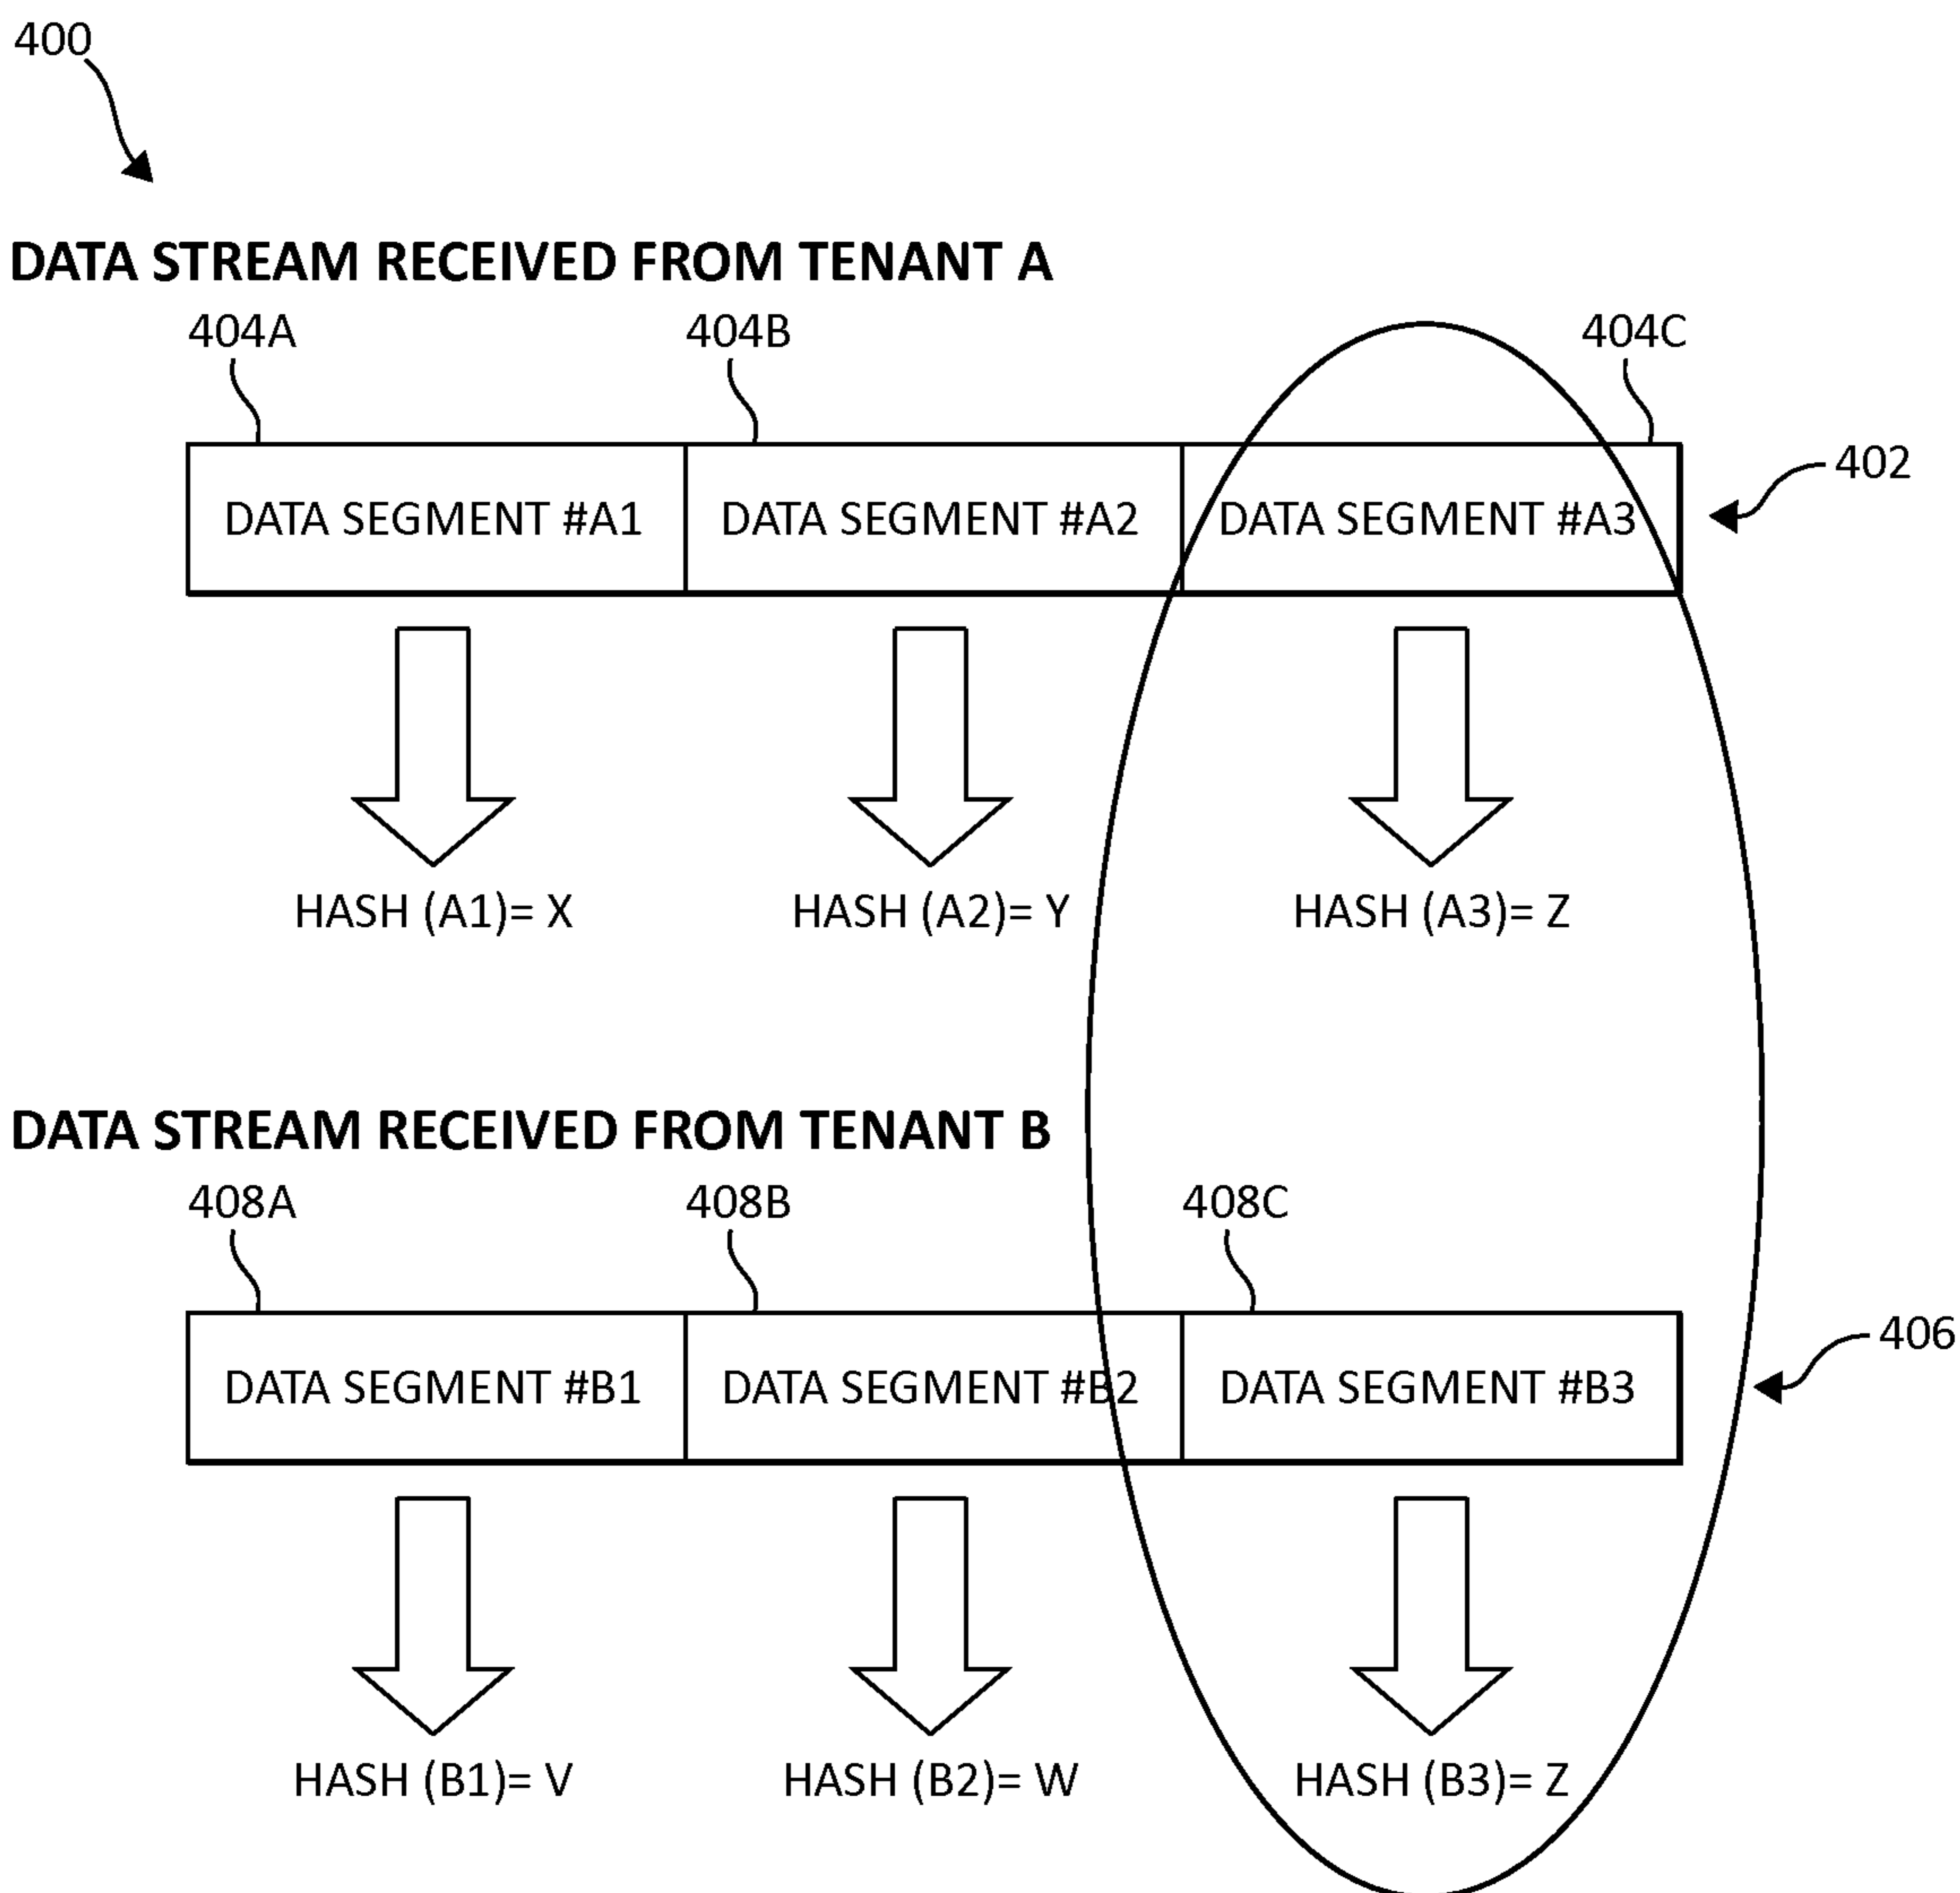 400
DATA STREAM RECEIVED FROM TENANT A
404A 404B 404C
402
DATA SEGMENT #A1 DATA SEGMENT #A2 DATA SEGMENT #A3
HASH (A1)= X HASH (A2)= Y HASH (A3)= Z
DATA STREAM RECEIVED FROM TENANT B
408A 408B 408C
406
DATA SEGMENT #B1 DATA SEGMENT #B2 DATA SEGMENT #B3
HASH (B1)= V HASH (B2)= W HASH (B3)= Z